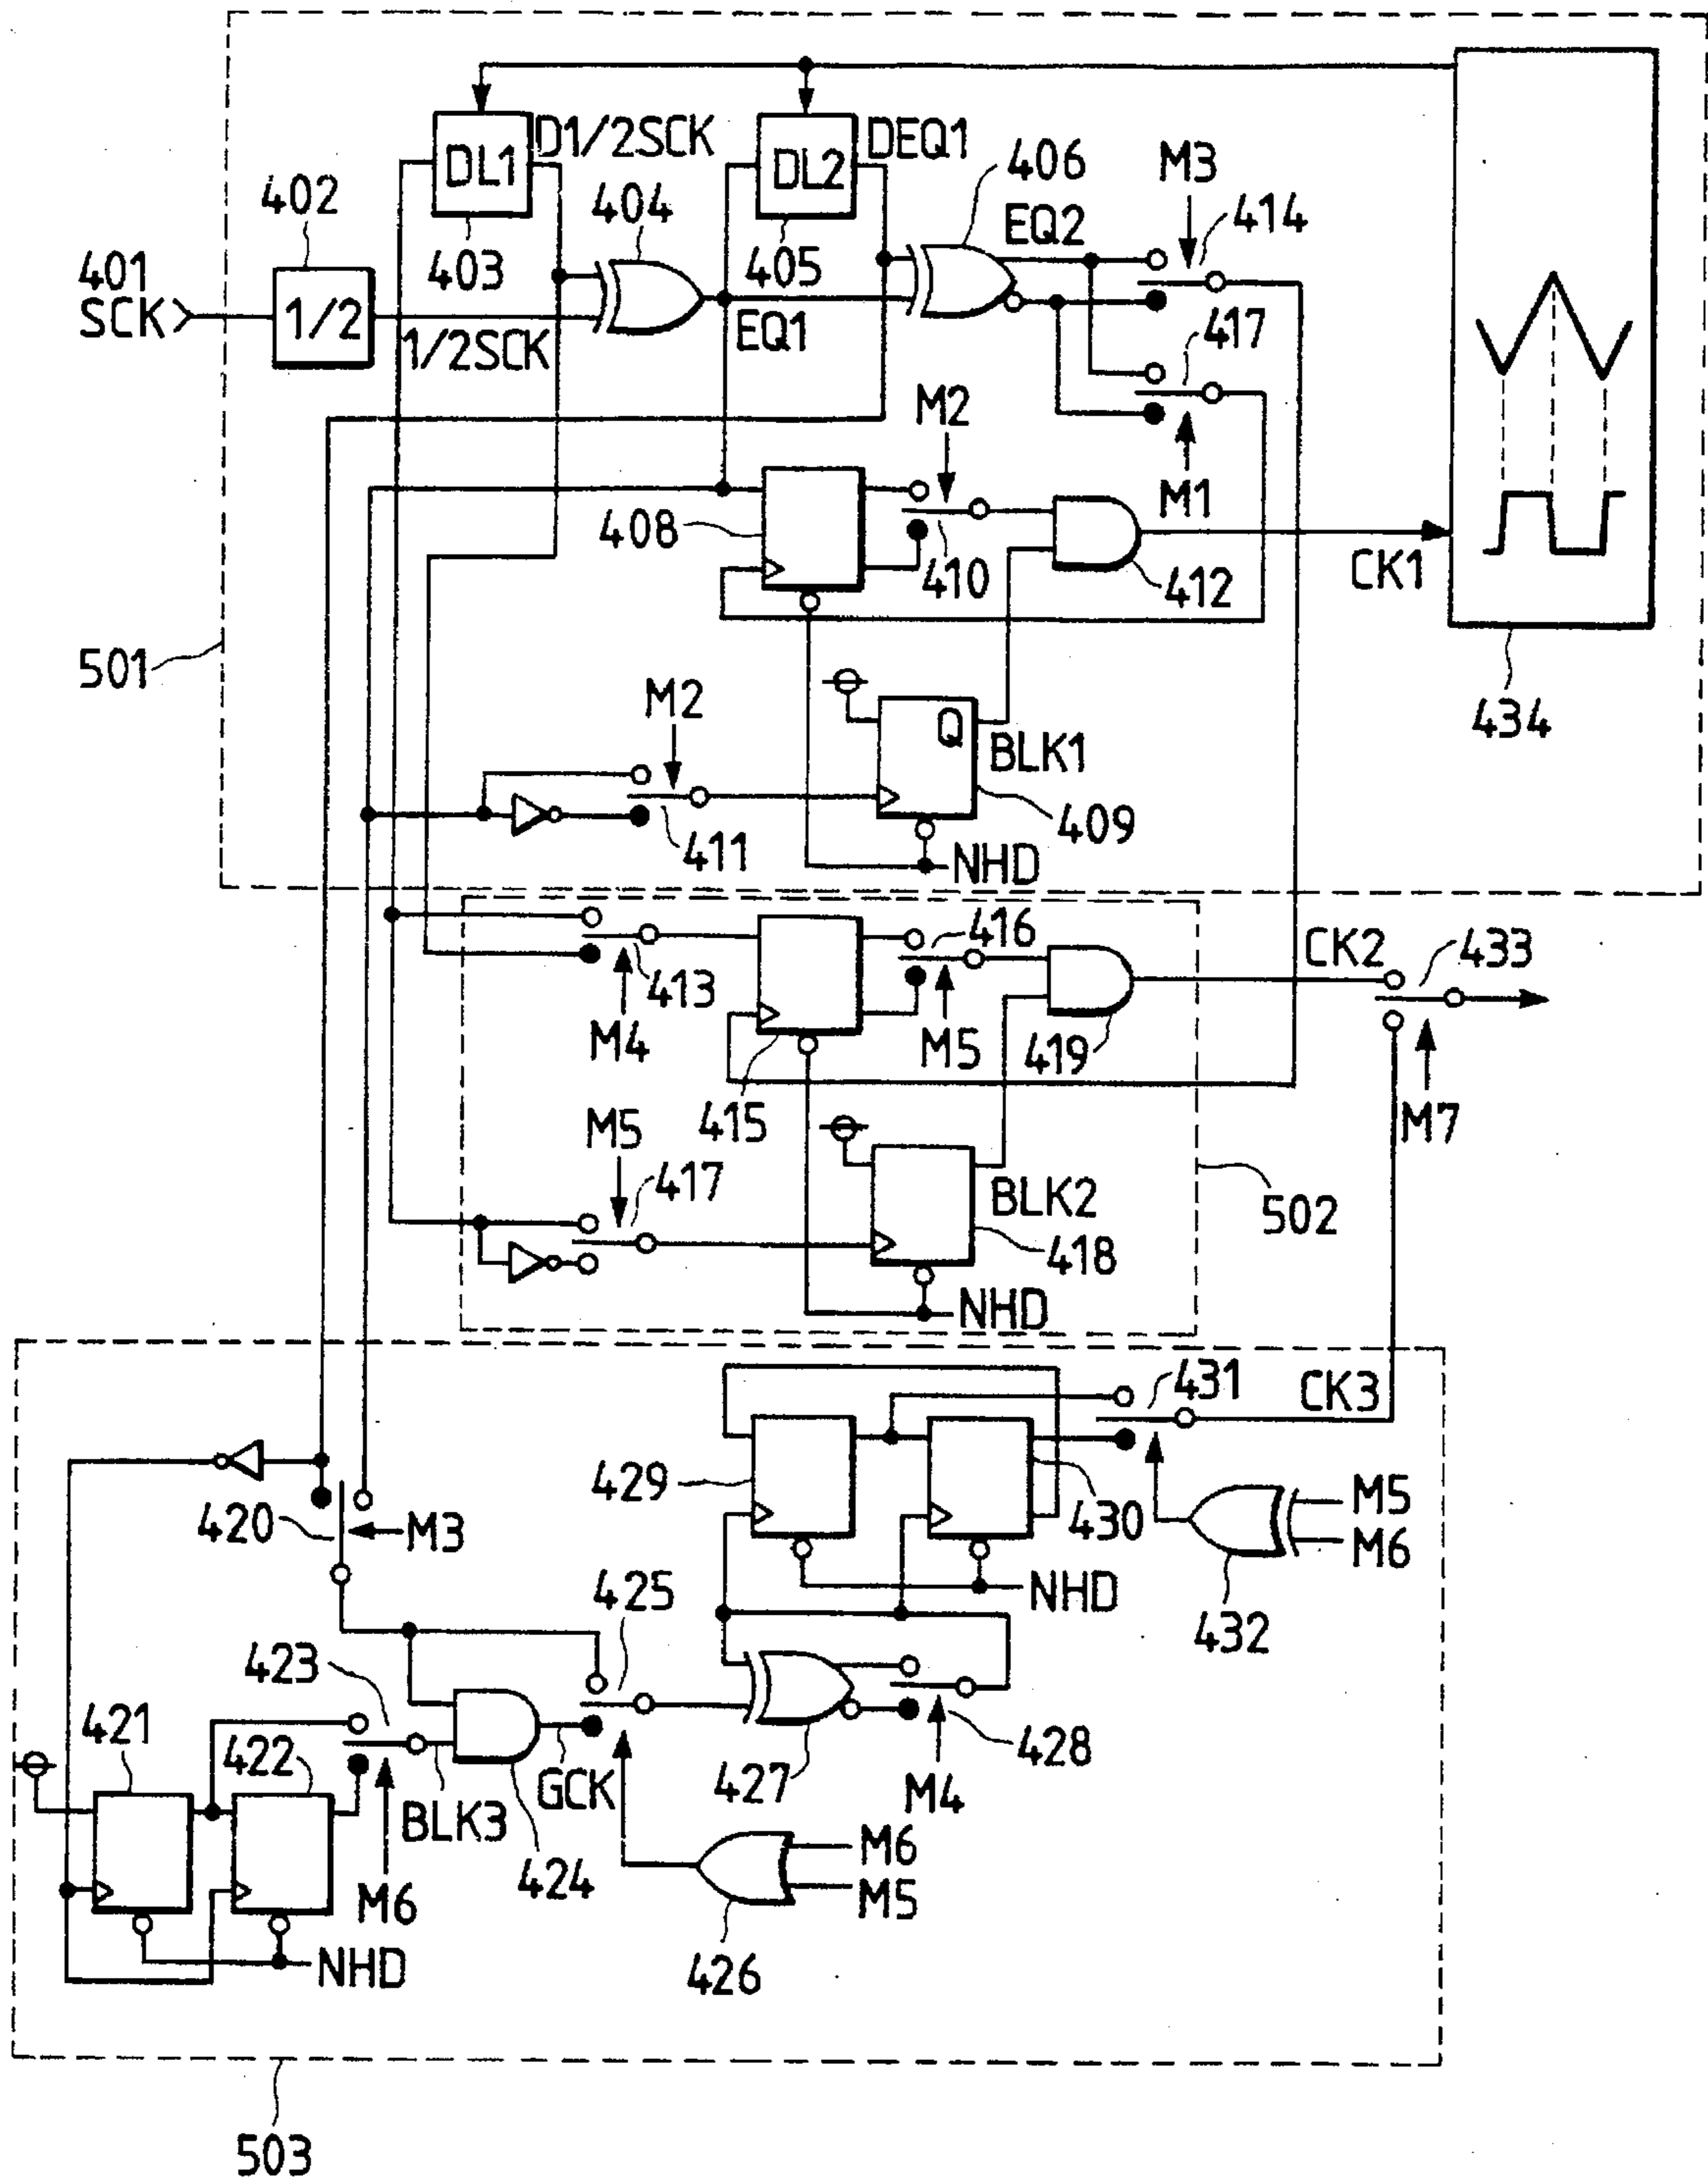 DL1
D1/2SCK
DL2
DEQ1
406
M3
402
404
EQ2
414
403
405
401
SCK
1/2
1/2SCK
EQ1
417
M2
M1
408
410
412
CK1
501
434
M2
Q
BLK1
411
409
NHD
413
416
CK2
433
M4
M5
419
415
M7
M5
417
BLK2
502
418
NHD
431
CK3
429
430
M5
M6
420
M3
NHD
432
425
423
421
422
427
428
GCK
M4
BLK3
424
M6
M6
M5
NHD
426
503